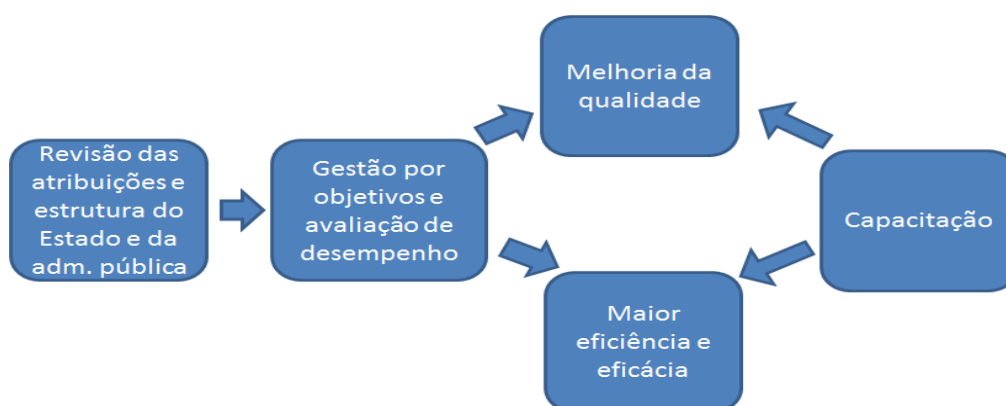 Revisão das
atribuições e
estrutura do
Estado e da
adm. pública
Gestão por
objetivos e
avaliação de
desempenho
Melhoria da
qualidade
Maior
eficiência e
eficácia
Capacitação